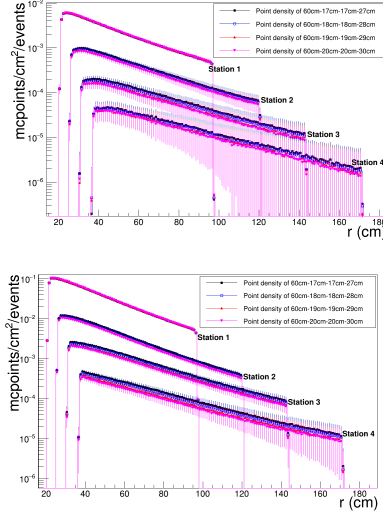 10⁻²
Point density of 60cm-17cm-17cm-27cm
Point density of 60cm-18cm-18cm-28cm
Point density of 60cm-19cm-19cm-29cm
Point density of 60cm-20cm-20cm-30cm
10⁻³
Station 1
10⁻⁴
Station 2
10⁻⁵
Station 3
Station 4
10⁻⁶
mcpoints/cm²/events
20 40 60 80 100 120 140 160 180
r (cm)
10⁻¹
Point density of 60cm-17cm-17cm-27cm
Point density of 60cm-18cm-18cm-28cm
Point density of 60cm-19cm-19cm-29cm
Point density of 60cm-20cm-20cm-30cm
10⁻²
Station 1
10⁻³
Station 2
10⁻⁴
Station 3
Station 4
10⁻⁵
10⁻⁶
mcpoints/cm²/events
20 40 60 80 100 120 140 160 180
r (cm)